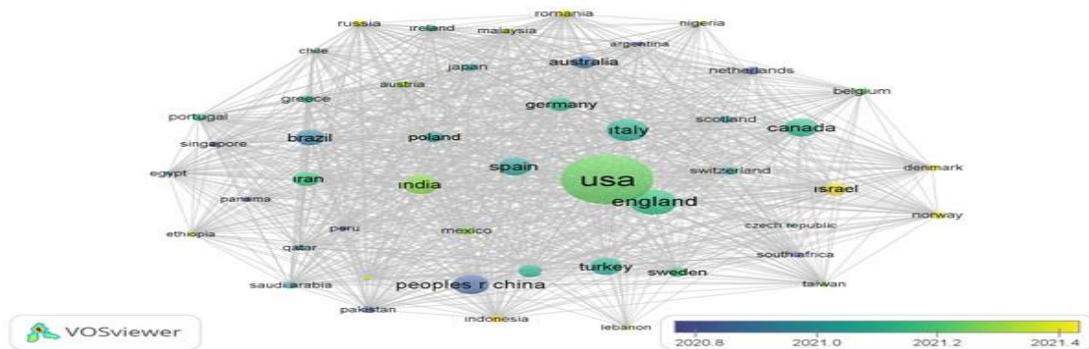 romania
russia
nigeria
ireland
malaysia
argentina
chile
australia
japan
netherlands
austria
belgium
greece
germany
portugal
scotland
italy
canada
brazil
poland
singapore
spain
denmark
egypt
switzerland
iran
india
usa
israel
panama
england
norway
peru
czech republic
ethiopia
mexico
qatar
south africa
turkey
sweden
saudi arabia
peoples r china
taiwan
pakistan
indonesia
lebanon
VOSviewer
2020.8 2021.0 2021.2 2021.4